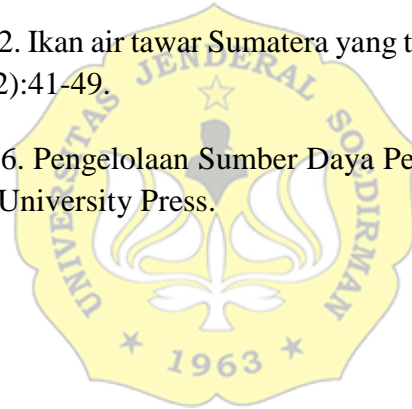 2. Ikan air tawar Sumatera yang t
2):41-49.
6. Pengelolaan Sumber Daya Pe
University Press.
UNIVERSITAS JENDERAL SOEDIRMAN
1963